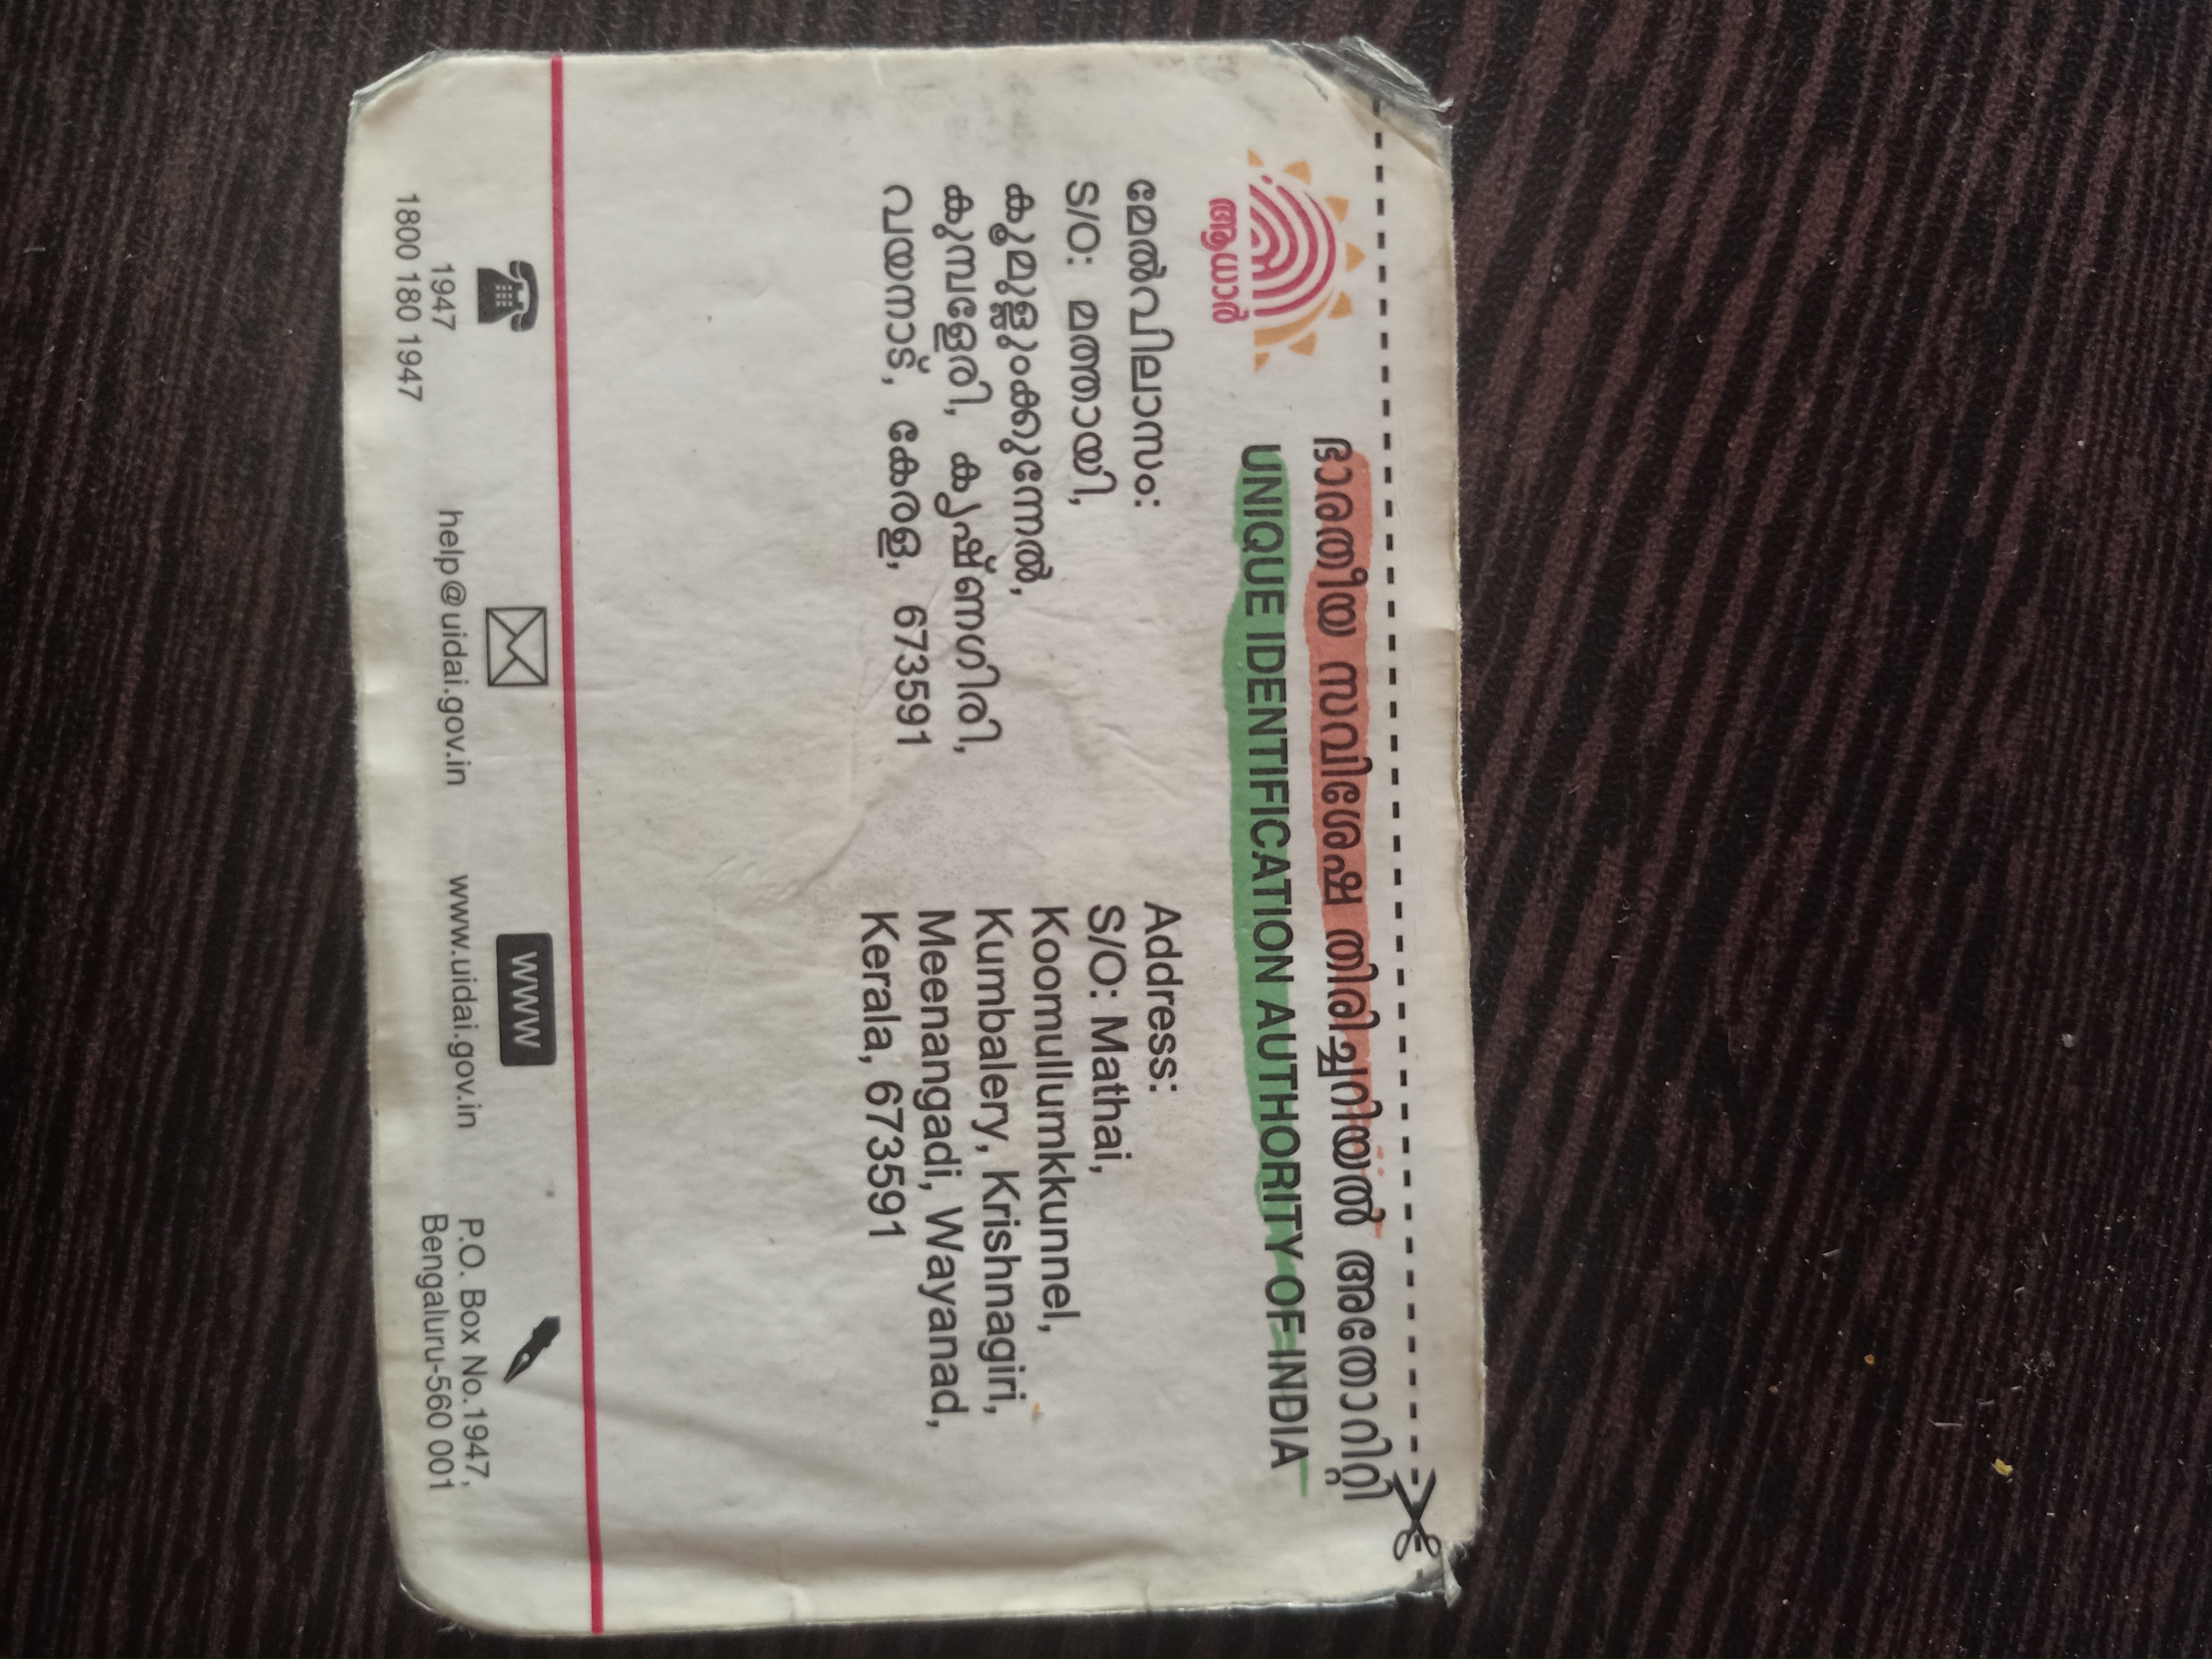 ഭാരതീയ സവിശേഷ തിരിച്ചറിയൽ അതോറിറ്റി
UNIQUE IDENTIFICATION AUTHORITY OF INDIA
ആധാർ
മേൽവിലാസം:
S/O: മത്തായി,
കൂമുള്ളുംക്കുന്നേൽ,
കുമ്പളേരി, കൃഷ്ണഗിരി,
വയനാട്, കേരള, 673591
Address:
S/O: Mathai,
Koomullumkkunnel,
Kumbalery, Krishnagiri,
Meenangadi, Wayanad,
Kerala, 673591
1947
1800 180 1947
help@uidai.gov.in
WWW
www.uidai.gov.in
P.O. Box No.1947,
Bengaluru-560 001